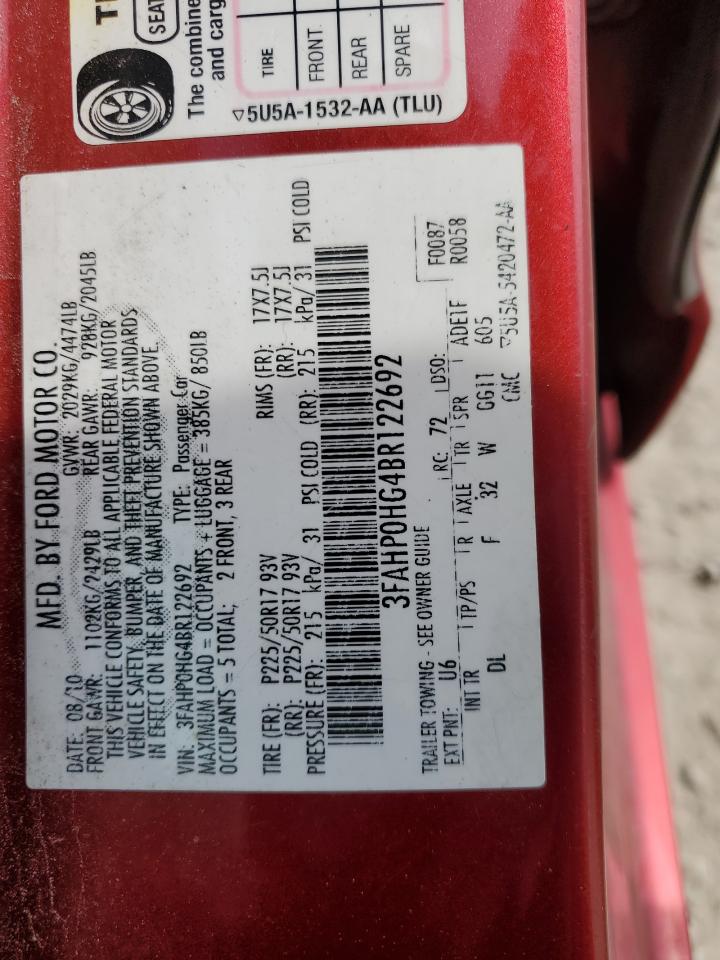 SEAT
The combine
and carg
TIRE
FRONT
REAR
SPARE
5U5A-1532-AA (TLU)
MFD. BY FORD MOTOR CO.
DATE: 08/10 GVWR: 2029KG/4474LB
FRONT GAWR: 1102KG/2429LB REAR GAWR: 928KG/2045LB
THIS VEHICLE CONFORMS TO ALL APPLICABLE FEDERAL MOTOR
VEHICLE SAFETY, BUMPER, AND THEFT PREVENTION STANDARDS
IN EFFECT ON THE DATE OF MANUFACTURE SHOWN ABOVE.
VIN: 3FAHP0HG4BR122692 TYPE: Passenger Car
MAXIMUM LOAD = OCCUPANTS + LUGGAGE = 385KG/ 850LB
OCCUPANTS = 5 TOTAL; 2 FRONT, 3 REAR
TIRE (FR): P225/50R17 93V RIMS (FR): 17X7.5J
(RR): P225/50R17 93V (RR): 17X7.5J
PRESSURE (FR): 215 kPa/ 31 PSI COLD (RR): 215 kPa/ 31 PSI COLD
3FAHP0HG4BR122692
TRAILER TOWING - SEE OWNER GUIDE F0087
EXT PNT: U6 RC: 72 DSO: R0058
INT TR TP/PS R AXLE TR SPR ADE1F
DL F 32 W GG11 605
CMC 5U5A-5420472-AA